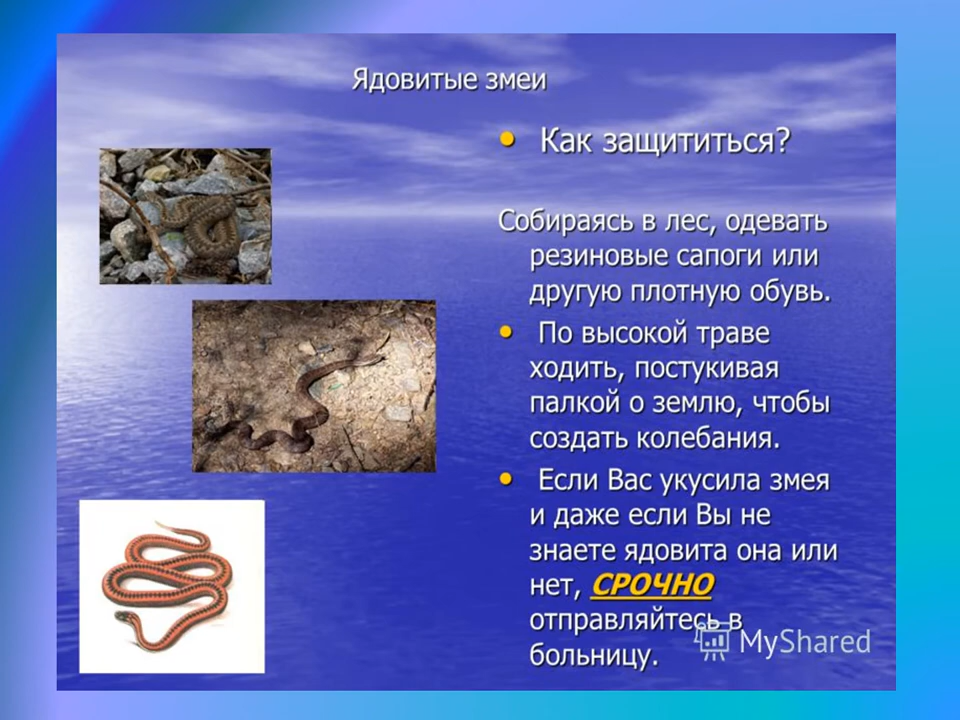 Ядовитые змеи
• Как защититься?
Собираясь в лес, одевать
резиновые сапоги или
другую плотную обувь.
• По высокой траве
ходить, постукивая
палкой о землю, чтобы
создать колебания.
• Если Вас укусила змея
и даже если Вы не
знаете ядовита она или
нет, СРОЧНО
отправляйтесь в
больницу.
MyShared